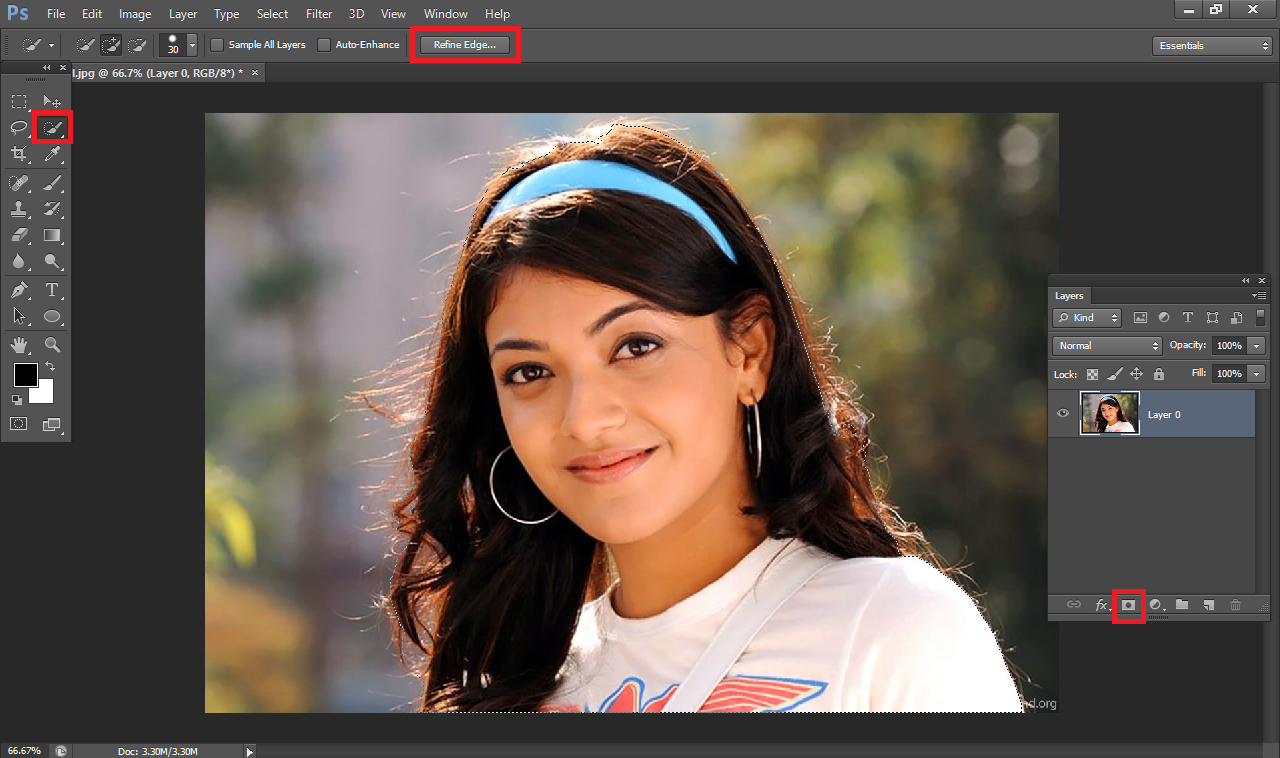 Ps File Edit Image Layer Type Select Filter 3D View Window Help
30 Sample All Layers Auto-Enhance Refine Edge... Essentials
l.jpg @ 66.7% (Layer 0, RGB/8*) * ×
T
Layers
Kind T
Normal Opacity: 100%
Lock: Fill: 100%
Layer 0
fx
d.org
66.67% Doc: 3.30M/3.30M